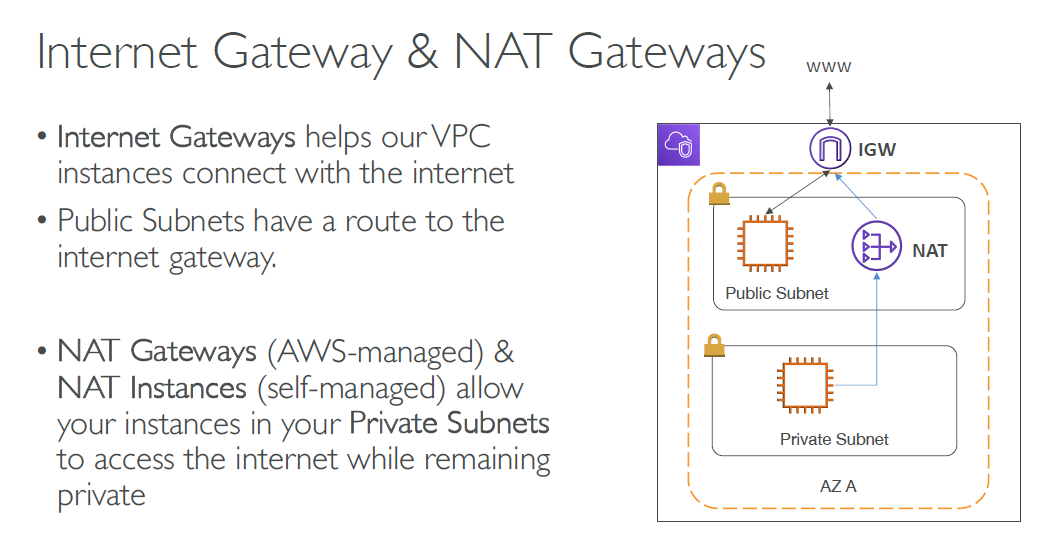 Internet Gateway & NAT Gateways
• Internet Gateways helps our VPC
instances connect with the internet
• Public Subnets have a route to the
internet gateway.
• NAT Gateways (AWS-managed) &
NAT Instances (self-managed) allow
your instances in your Private Subnets
to access the internet while remaining
private
www
IGW
NAT
Public Subnet
Private Subnet
AZ A